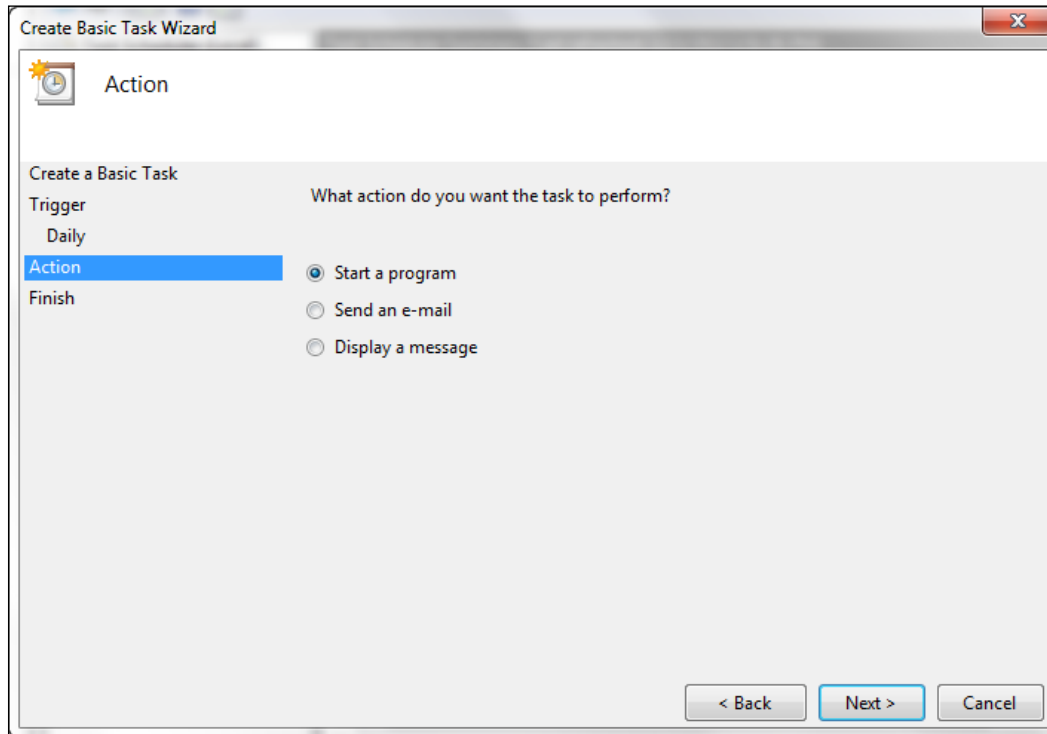 Create Basic Task Wizard
Action
Create a Basic Task
Trigger
Daily
Action
Finish
What action do you want the task to perform?
Start a program
Send an e-mail
Display a message
< Back
Next >
Cancel